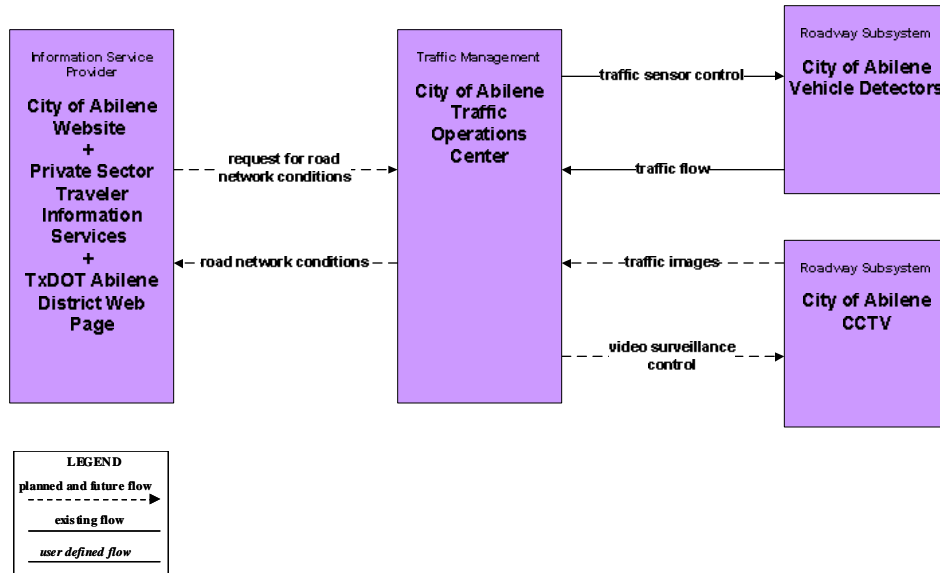 Information Service
Provider
City of Abilene
Website
+
Private Sector
Traveler
Information
Services
+
TxDOT Abilene
District Web
Page
request for road
network conditions
road network conditions
Traffic Management
City of Abilene
Traffic
Operations
Center
traffic sensor control
traffic flow
traffic images
video surveillance
control
Roadway Subsystem
City of Abilene
Vehicle Detectors
Roadway Subsystem
City of Abilene
CCTV
LEGEND
planned and future flow
existing flow
user defined flow